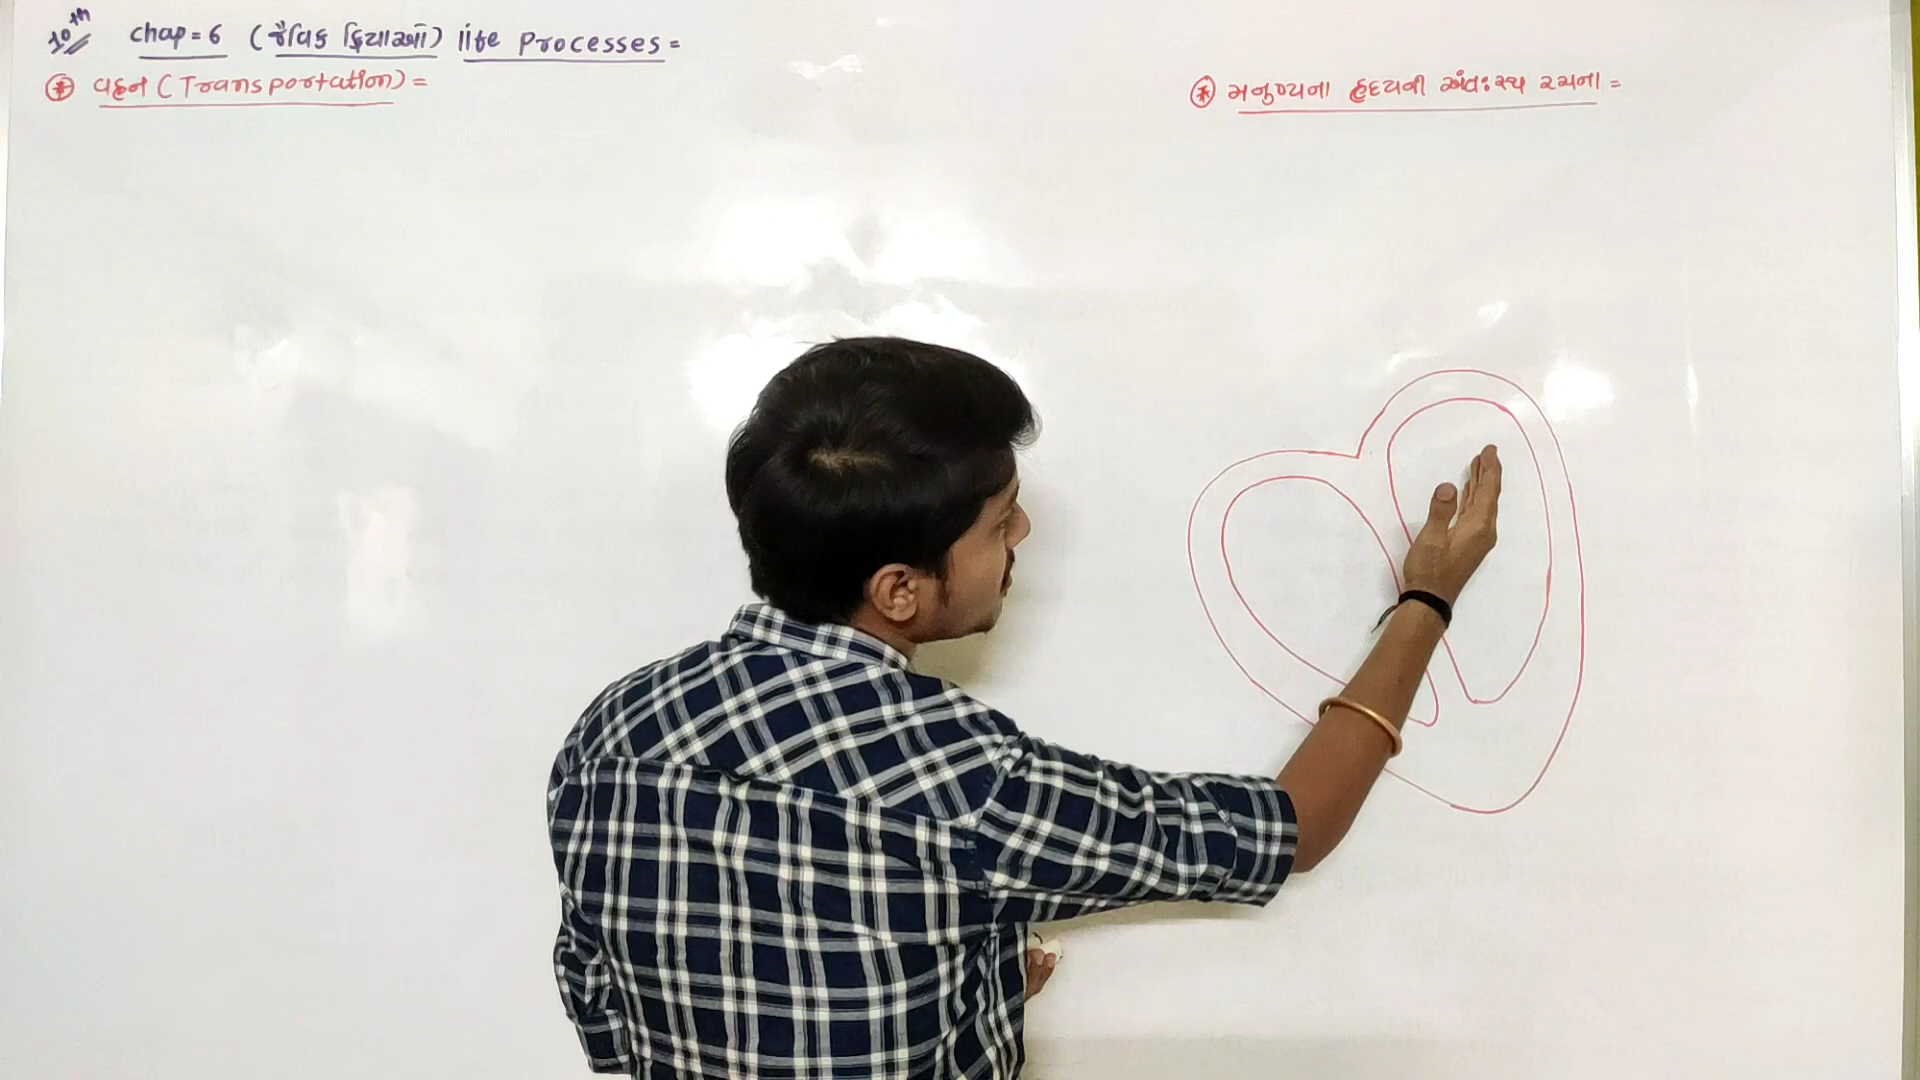 10th chap = 6 (જૈવિક ક્રિયાઓ) life Processes =
* વહન (Transportation) =
* મનુષ્યના હૃદયની અંતઃસ્થ રચના =